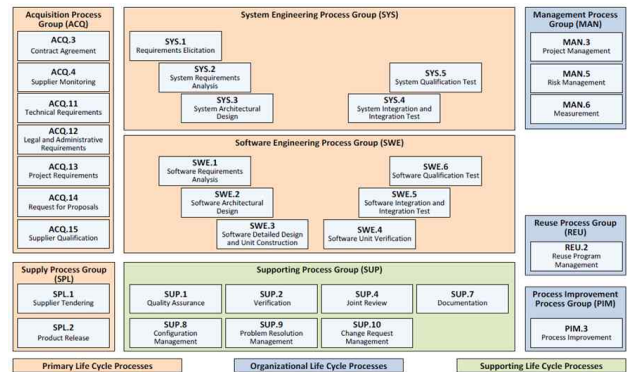 Acquisition Process
Group (ACQ)
ACQ.3
Contract Agreement
ACQ.4
Supplier Monitoring
ACQ.11
Technical Requirements
ACQ.12
Legal and Administrative
Requirements
ACQ.13
Project Requirements
ACQ.14
Request for Proposals
ACQ.15
Supplier Qualification
System Engineering Process Group (SYS)
SYS.1
Requirements Elicitation
SYS.2
System Requirements
Analysis
SYS.3
System Architectural
Design
SYS.5
System Qualification Test
SYS.4
System Integration and
Integration Test
Software Engineering Process Group (SWE)
SWE.1
Software Requirements
Analysis
SWE.2
Software Architectural
Design
SWE.3
Software Detailed Design
and Unit Construction
SWE.6
Software Qualification Test
SWE.5
Software Integration and
Integration Test
SWE.4
Software Unit Verification
Management Process
Group (MAN)
MAN.3
Project Management
MAN.5
Risk Management
MAN.6
Measurement
Reuse Process Group
(REU)
REU.2
Reuse Program
Management
Supply Process Group
(SPL)
SPL.1
Supplier Tendering
SPL.2
Product Release
Supporting Process Group (SUP)
SUP.1
Quality Assurance
SUP.2
Verification
SUP.4
Joint Review
SUP.7
Documentation
SUP.8
Configuration
Management
SUP.9
Problem Resolution
Management
SUP.10
Change Request
Management
Process Improvement
Process Group (PIM)
PIM.3
Process Improvement
Primary Life Cycle Processes
Organizational Life Cycle Processes
Supporting Life Cycle Processes